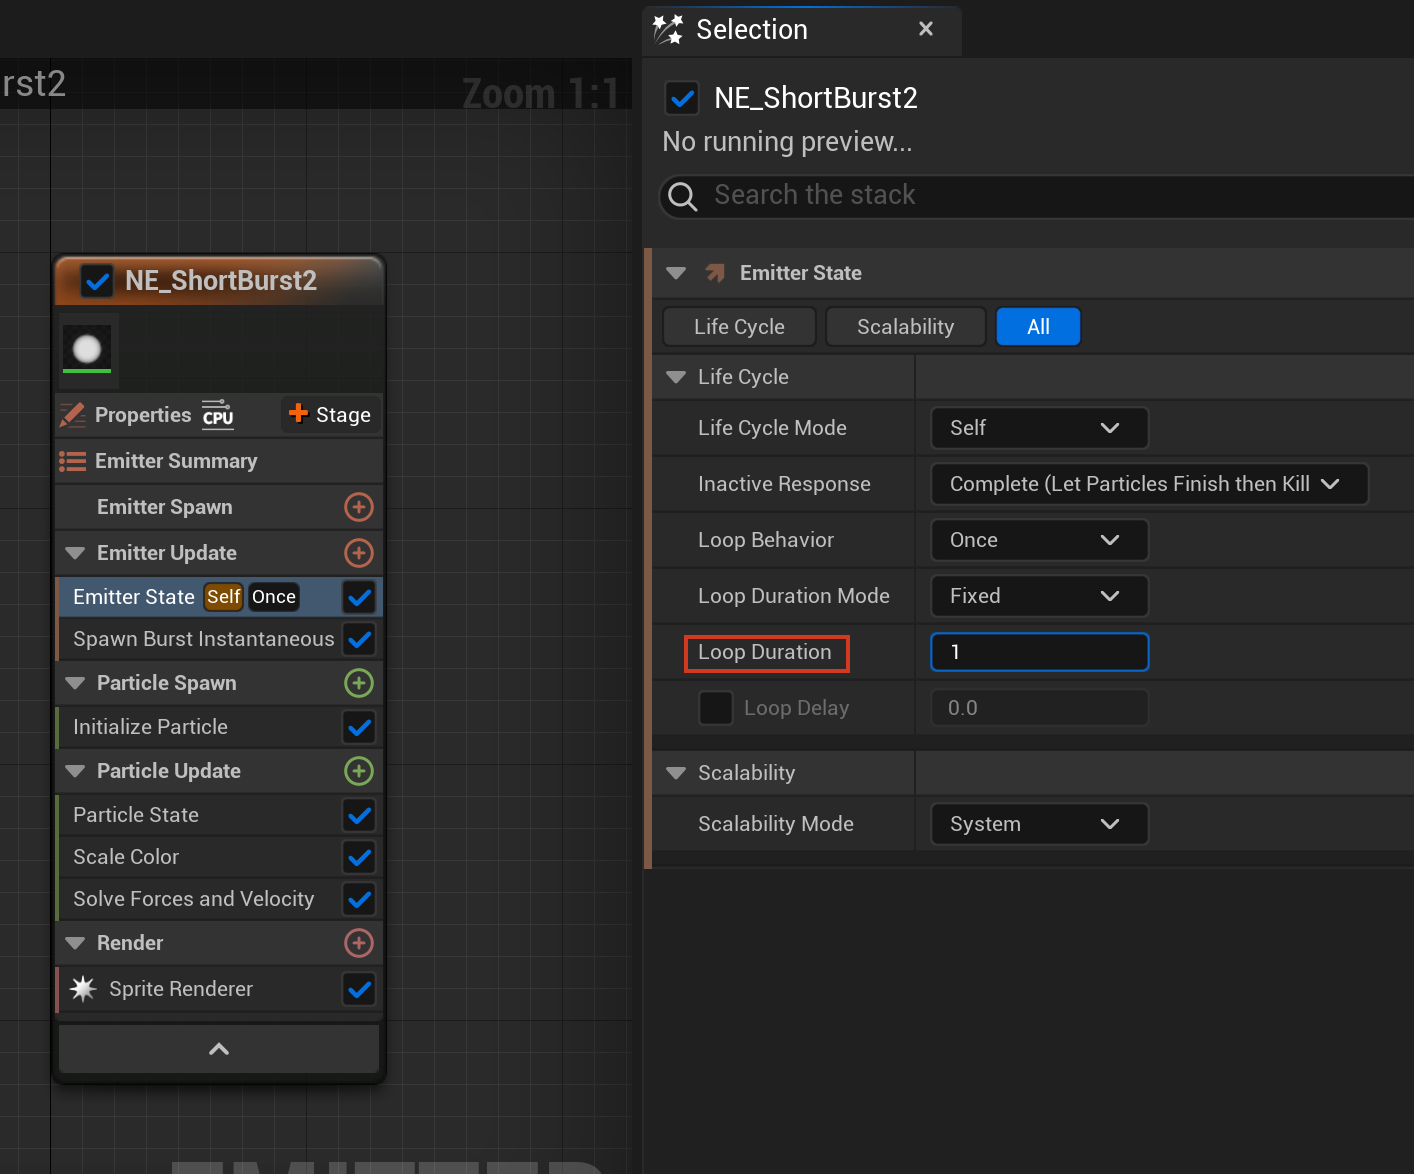 rst2
Zoom 1:1
NE_ShortBurst2
Properties CPU Stage
Emitter Summary
Emitter Spawn
Emitter Update
Emitter State Self Once
Spawn Burst Instantaneous
Particle Spawn
Initialize Particle
Particle Update
Particle State
Scale Color
Solve Forces and Velocity
Render
Sprite Renderer
EMITTER
Selection
NE_ShortBurst2
No running preview...
Search the stack
Emitter State
Life Cycle Scalability All
Life Cycle
Life Cycle Mode Self
Inactive Response Complete (Let Particles Finish then Kill
Loop Behavior Once
Loop Duration Mode Fixed
Loop Duration 1
Loop Delay 0.0
Scalability
Scalability Mode System